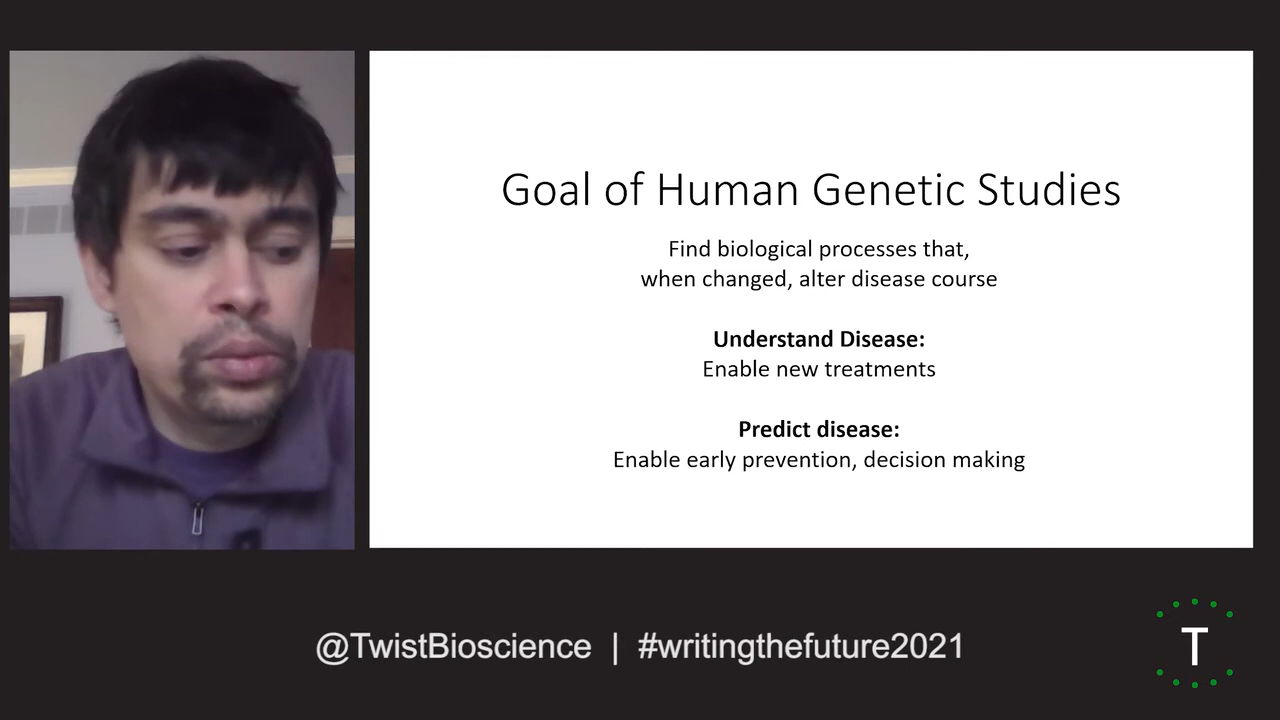 Goal of Human Genetic Studies
Find biological processes that,
when changed, alter disease course
Understand Disease:
Enable new treatments
Predict disease:
Enable early prevention, decision making
@TwistBioscience | #writingthefuture2021
T